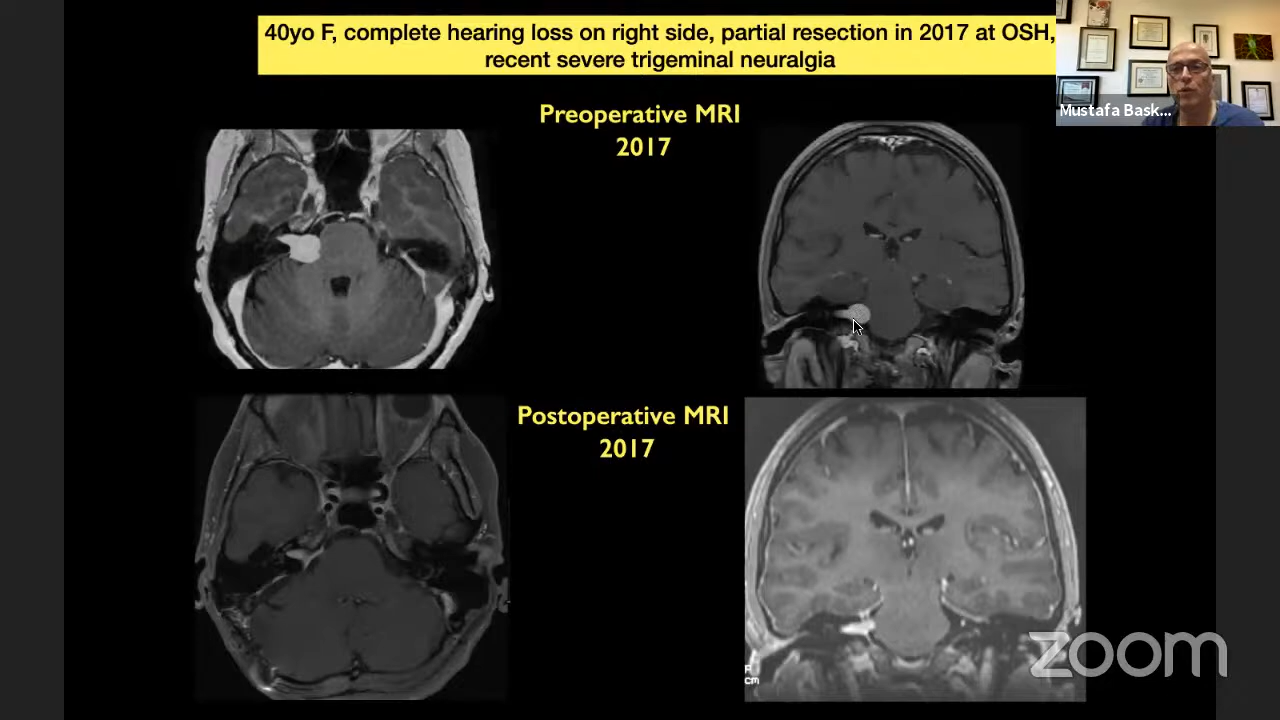 40yo F, complete hearing loss on right side, partial resection in 2017 at OSH,
recent severe trigeminal neuralgia
Mustafa Bask...
Preoperative MRI
2017
Postoperative MRI
2017
F
cm
zoom